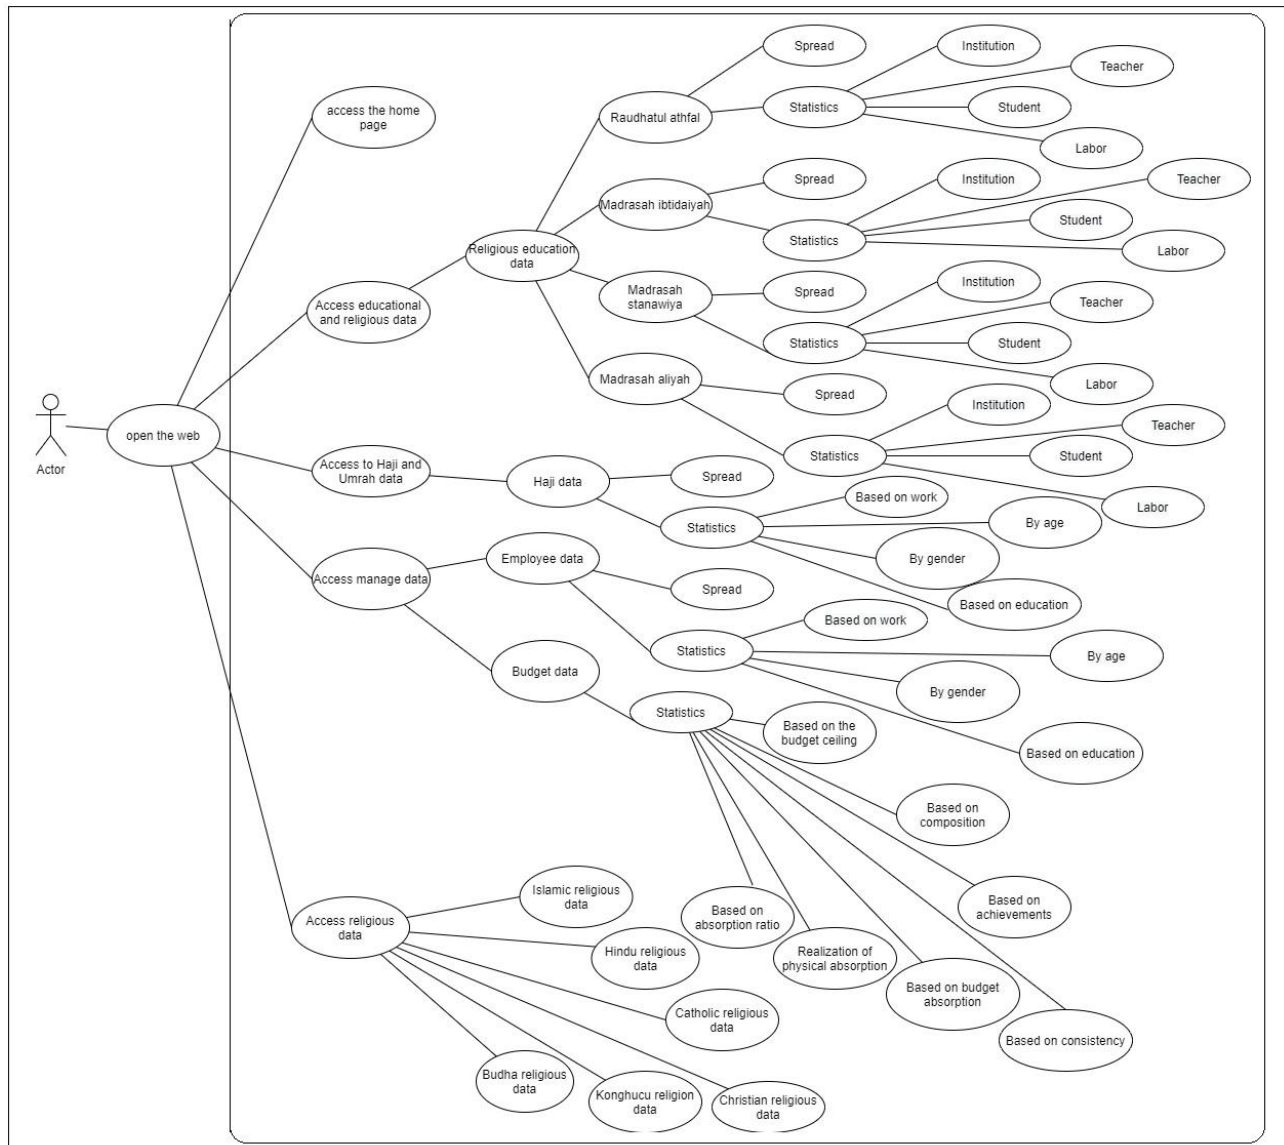 Spread
Institution
Teacher
access the home
page
Raudhatul athfal
Statistics
Student
Labor
Madrasah ibtidaiyah
Spread
Institution
Teacher
Student
Statistics
Labor
Religious education
data
Madrasah
stanawiya
Spread
Institution
Teacher
Access educational
and religious data
Statistics
Student
Labor
Madrasah aliyah
Spread
Institution
Teacher
Actor
open the web
Statistics
Student
Labor
Access to Haji and
Umrah data
Haji data
Spread
Based on work
Statistics
By age
By gender
Based on education
Access manage data
Employee data
Spread
Based on work
Statistics
By age
By gender
Based on education
Budget data
Statistics
Based on the
budget ceiling
Based on
composition
Based on
achievements
Based on
absorption ratio
Realization of
physical absorption
Based on budget
absorption
Based on consistency
Access religious
data
Islamic religious
data
Hindu religious
data
Catholic religious
data
Budha religious
data
Konghucu religion
data
Christian religious
data